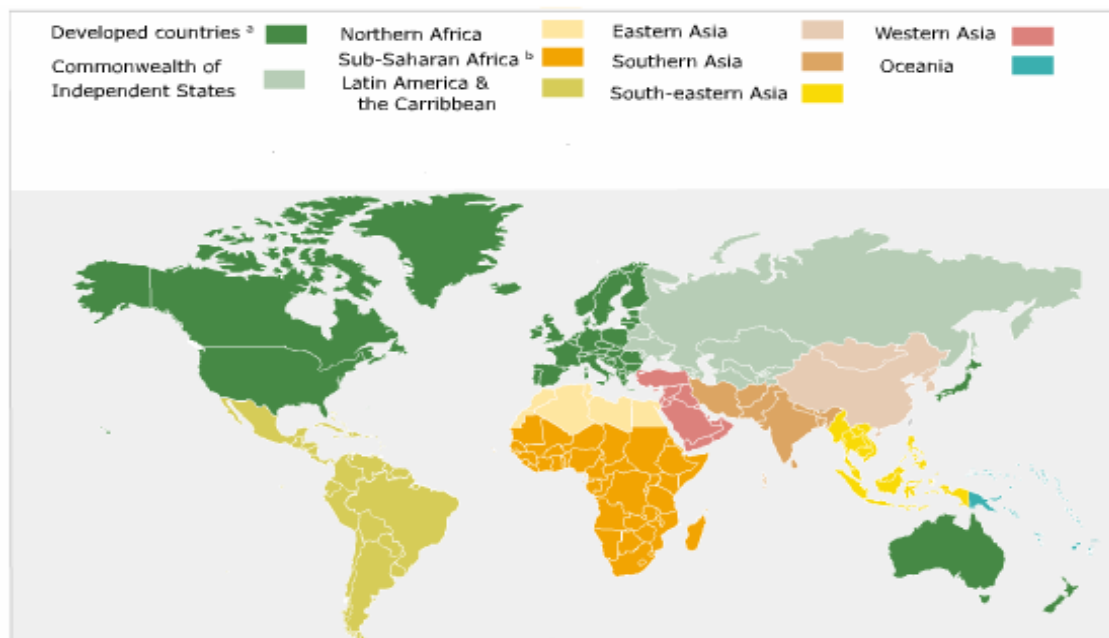 Developed countries a
Commonwealth of
Independent States
Northern Africa
Sub-Saharan Africa b
Latin America &
the Carribbean
Eastern Asia
Southern Asia
South-eastern Asia
Western Asia
Oceania